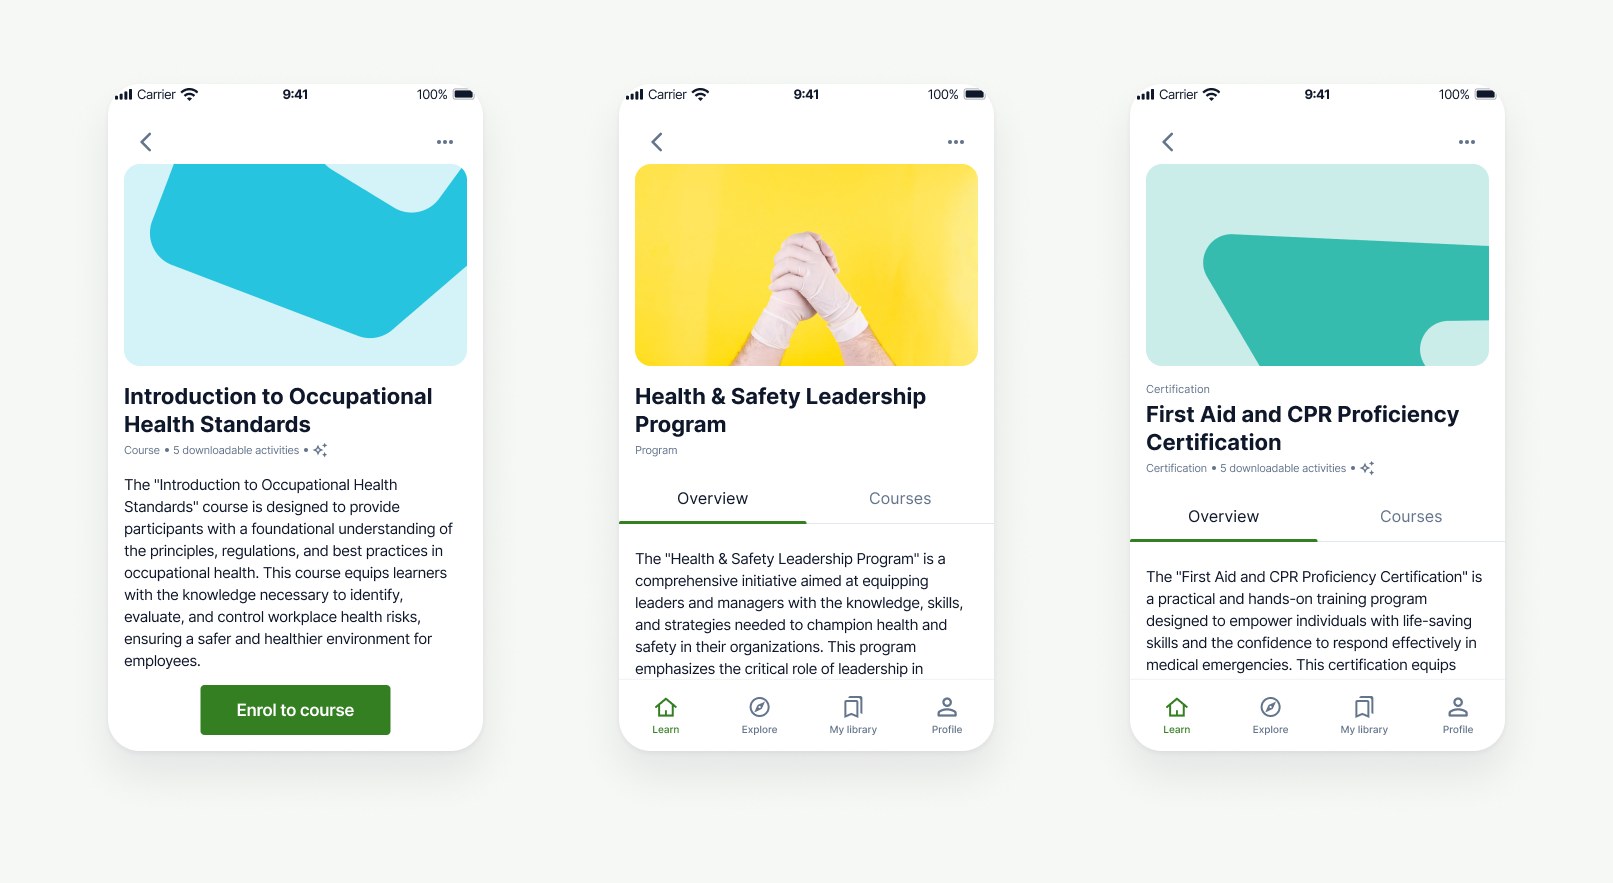 Carrier 9:41 100%
Introduction to Occupational
Health Standards
Course • 5 downloadable activities •
The "Introduction to Occupational Health
Standards" course is designed to provide
participants with a foundational understanding of
the principles, regulations, and best practices in
occupational health. This course equips learners
with the knowledge necessary to identify,
evaluate, and control workplace health risks,
ensuring a safer and healthier environment for
employees.
Enrol to course
Carrier 9:41 100%
Health & Safety Leadership
Program
Program
Overview Courses
The "Health & Safety Leadership Program" is a
comprehensive initiative aimed at equipping
leaders and managers with the knowledge, skills,
and strategies needed to champion health and
safety in their organizations. This program
emphasizes the critical role of leadership in
Learn Explore My library Profile
Carrier 9:41 100%
Certification
First Aid and CPR Proficiency
Certification
Certification • 5 downloadable activities •
Overview Courses
The "First Aid and CPR Proficiency Certification" is
a practical and hands-on training program
designed to empower individuals with life-saving
skills and the confidence to respond effectively in
medical emergencies. This certification equips
Learn Explore My library Profile